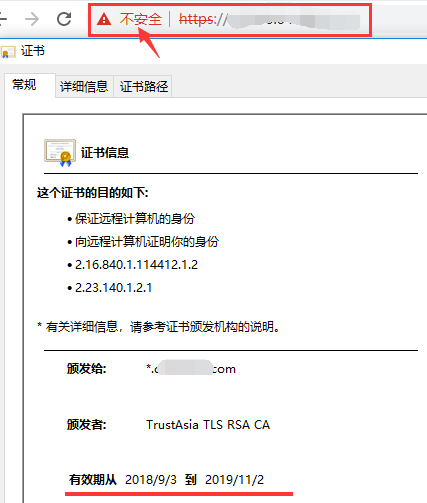 不安全 | https://
证书
常规 详细信息 证书路径
证书信息
这个证书的目的如下:
• 保证远程计算机的身份
• 向远程计算机证明你的身份
• 2.16.840.1.114412.1.2
• 2.23.140.1.2.1
* 有关详细信息，请参考证书颁发机构的说明。
颁发给: *. com
颁发者: TrustAsia TLS RSA CA
有效期从 2018/9/3 到 2019/11/2